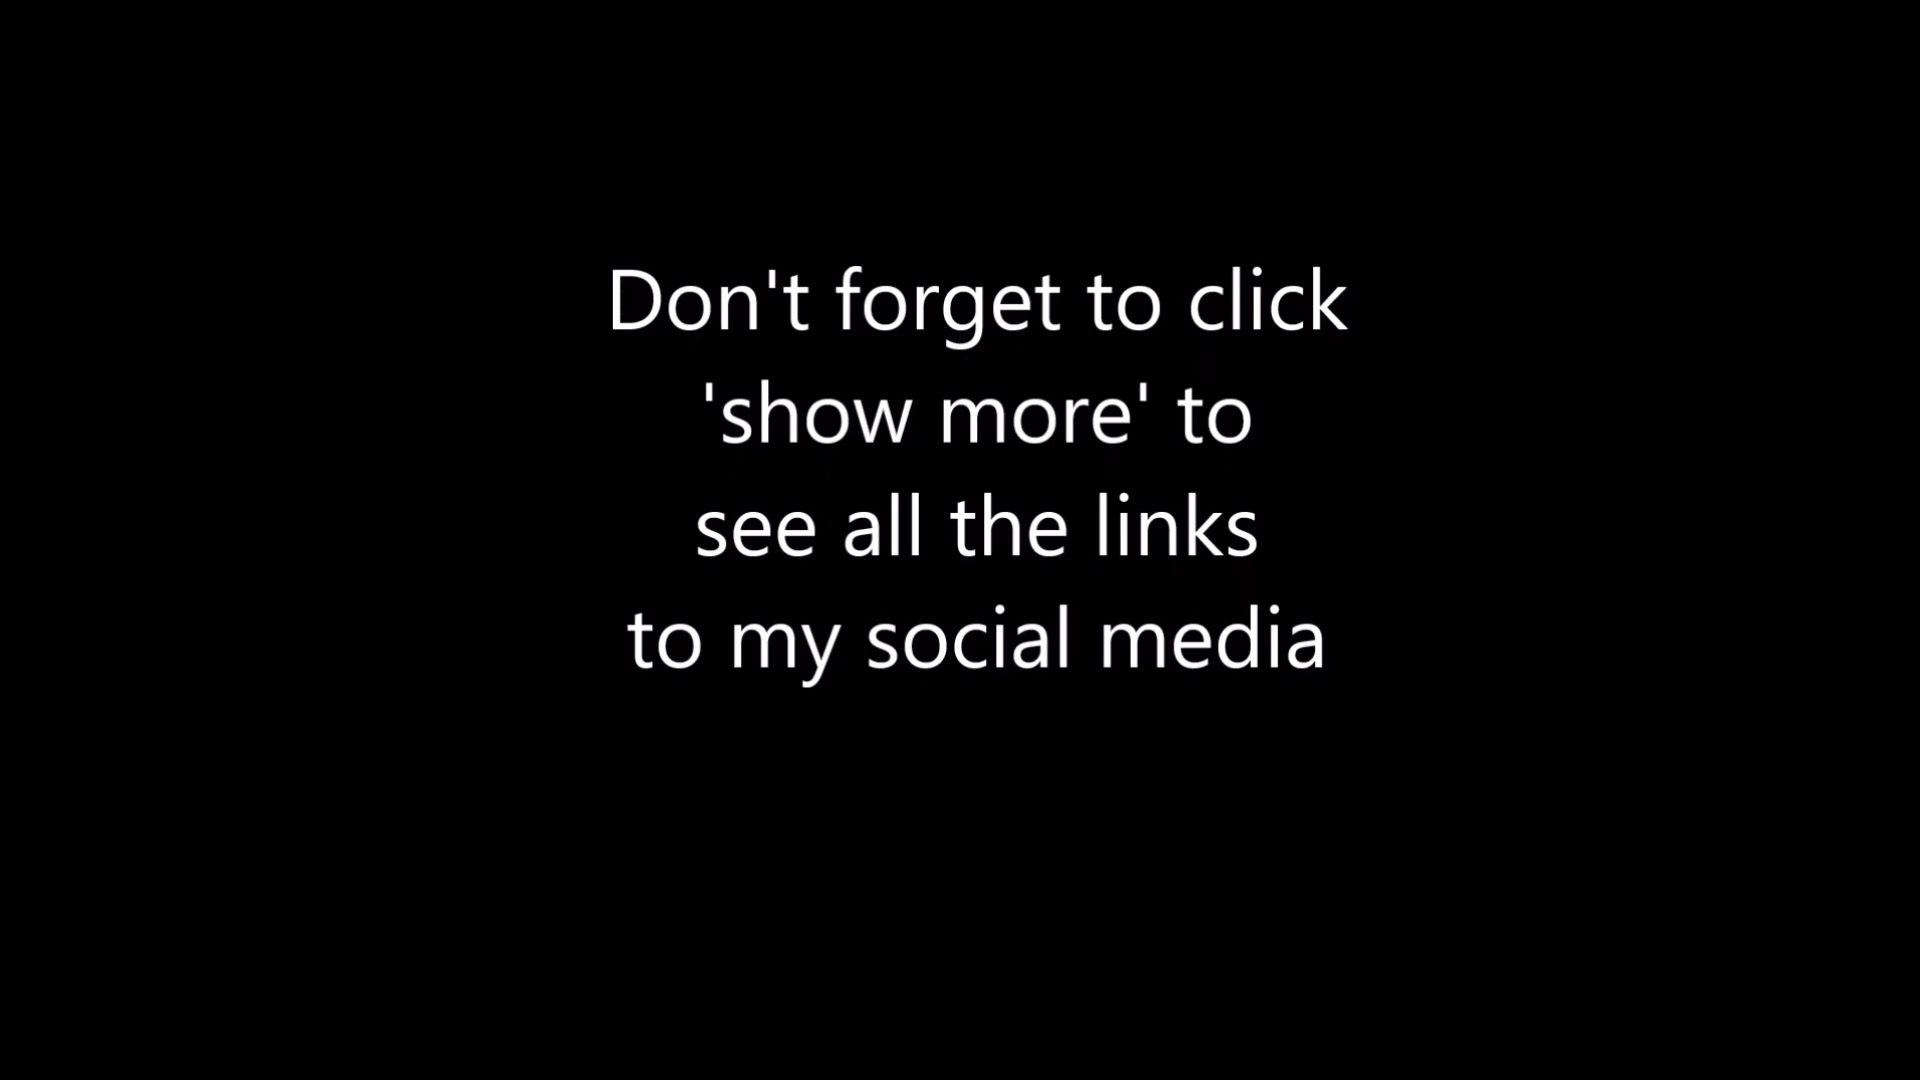 Don't forget to click
'show more' to
see all the links
to my social media